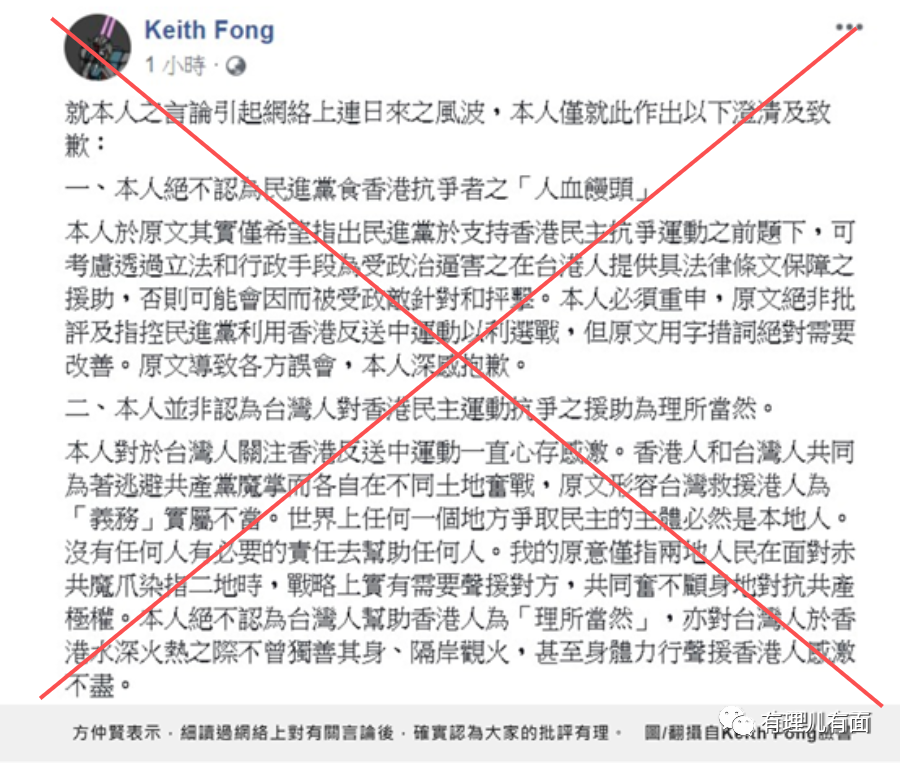 Keith Fong
1 小時 ·
就本人之言論引起網絡上連日來之風波，本人僅就此作出以下澄清及致
歉：
一、本人絕不認為民進黨食香港抗爭者之「人血饅頭」
本人於原文其實僅希望指出民進黨於支持香港民主抗爭運動之前題下，可
考慮透過立法和行政手段為受政治逼害之在台港人提供具法律條文保障之
援助，否則可能會因而被受政敵針對和抨擊。本人必須重申，原文絕非批
評及指控民進黨利用香港反送中運動以利選戰，但原文用字措詞絕對需要
改善。原文導致各方誤會，本人深感抱歉。
二、本人並非認為台灣人對香港民主運動抗爭之援助為理所當然。
本人對於台灣人關注香港反送中運動一直心存感激。香港人和台灣人共同
為著逃避共產黨魔掌而各自在不同土地奮戰，原文形容台灣救援港人為
「義務」實屬不當。世界上任何一個地方爭取民主的主體必然是本地人。
沒有任何人有必要的責任去幫助任何人。我的原意僅指兩地人民在面對赤
共魔爪染指二地時，戰略上實有需要聲援對方，共同奮不顧身地對抗共產
極權。本人絕不認為台灣人幫助香港人為「理所當然」，亦對台灣人於香
港水深火熱之際不曾獨善其身、隔岸觀火，甚至身體力行聲援香港人感激
不盡。
方仲賢表示，細讀過網絡上對有關言論後，確實認為大家的批評有理。 圖/翻攝自Keith Fong臉書
有理儿有面